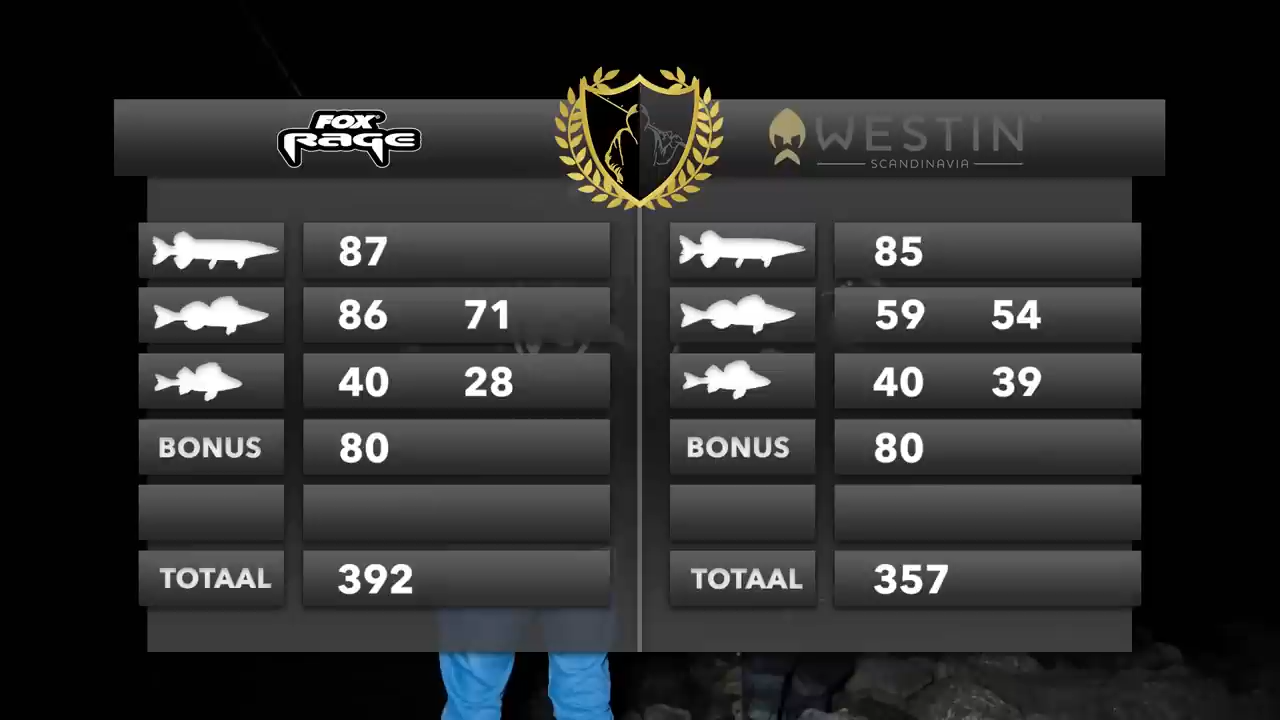 FOX
RAGE
WESTIN
SCANDINAVIA
87
86 71
40 28
BONUS 80
TOTAAL 392
85
59 54
40 39
BONUS 80
TOTAAL 357